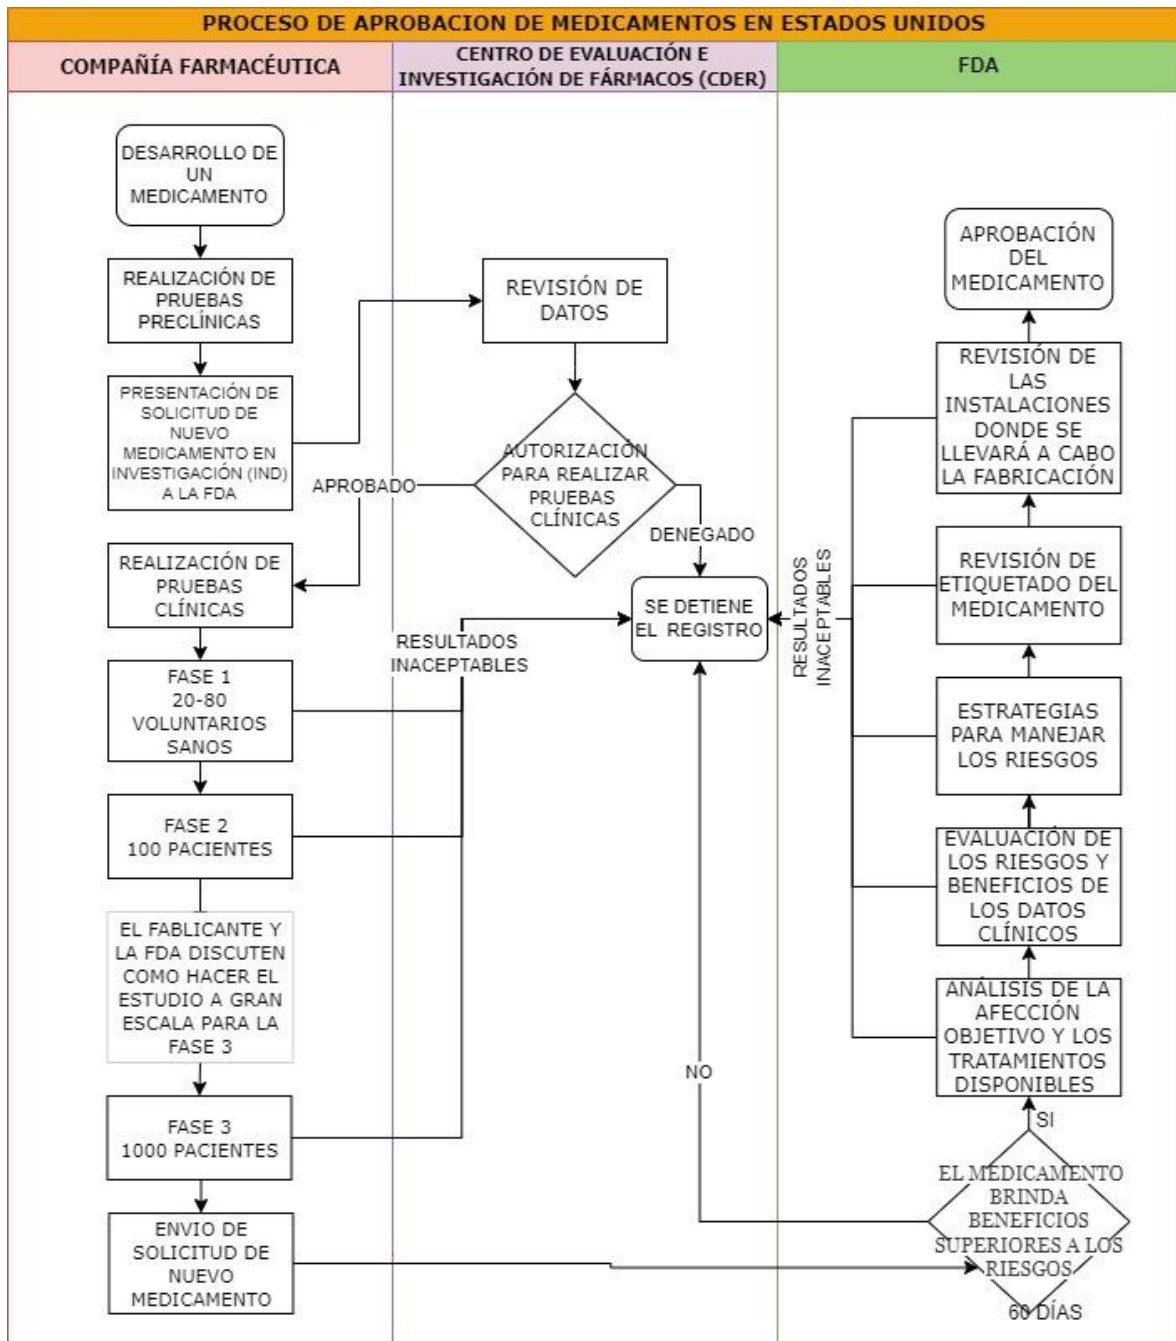 PROCESO DE APROBACION DE MEDICAMENTOS EN ESTADOS UNIDOS
COMPAÑÍA FARMACÉUTICA
CENTRO DE EVALUACIÓN E
INVESTIGACIÓN DE FÁRMACOS (CDER)
FDA
DESARROLLO DE
UN
MEDICAMENTO
REALIZACIÓN DE
PRUEBAS
PRECLÍNICAS
PRESENTACIÓN DE
SOLICITUD DE
NUEVO
MEDICAMENTO EN
INVESTIGACIÓN (IND)
A LA FDA
REALIZACIÓN DE
PRUEBAS
CLÍNICAS
FASE 1
20-80
VOLUNTARIOS
SANOS
FASE 2
100 PACIENTES
EL FABLICANTE Y
LA FDA DISCUTEN
COMO HACER EL
ESTUDIO A GRAN
ESCALA PARA LA
FASE 3
FASE 3
1000 PACIENTES
ENVIO DE
SOLICITUD DE
NUEVO
MEDICAMENTO
REVISIÓN DE
DATOS
AUTORIZACIÓN
PARA REALIZAR
PRUEBAS
CLÍNICAS
APROBADO
DENEGADO
SE DETIENE
EL REGISTRO
RESULTADOS
INACEPTABLES
NO
RESULTADOS
INACEPTABLES
APROBACIÓN
DEL
MEDICAMENTO
REVISIÓN DE
LAS
INSTALACIONES
DONDE SE
LLEVARÁ A CABO
LA FABRICACIÓN
REVISIÓN DE
ETIQUETADO DEL
MEDICAMENTO
ESTRATEGIAS
PARA MANEJAR
LOS RIESGOS
EVALUACIÓN DE
LOS RIESGOS Y
BENEFICIOS DE
LOS DATOS
CLÍNICOS
ANÁLISIS DE LA
AFECCIÓN
OBJETIVO Y LOS
TRATAMIENTOS
DISPONIBLES
SI
EL MEDICAMENTO
BRINDA
BENEFICIOS
SUPERIORES A LOS
RIESGOS
60 DÍAS